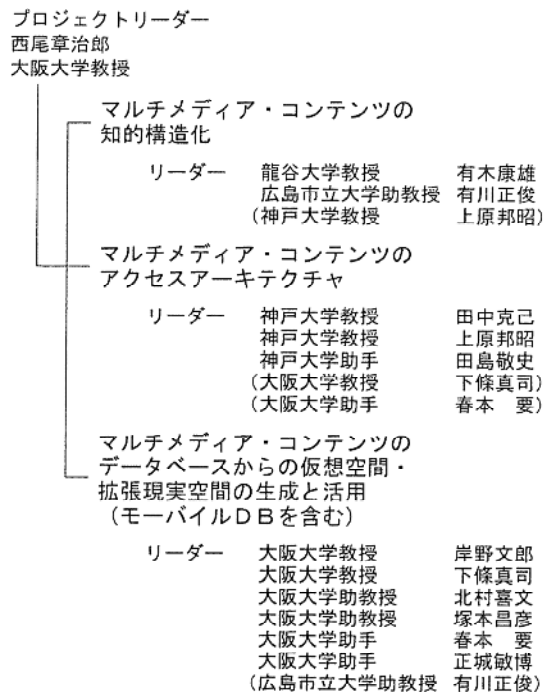 プロジェクトリーダー
西尾章治郎
大阪大学教授
マルチメディア・コンテンツの
知的構造化
リーダー 龍谷大学教授 有木康雄
広島市立大学助教授 有川正俊
(神戸大学教授 上原邦昭)
マルチメディア・コンテンツの
アクセスアーキテクチャ
リーダー 神戸大学教授 田中克己
神戸大学教授 上原邦昭
神戸大学助手 田島敬史
(大阪大学教授 下條真司)
(大阪大学助手 春本 要)
マルチメディア・コンテンツの
データベースからの仮想空間・
拡張現実空間の生成と活用
(モーバイルDBを含む)
リーダー 大阪大学教授 岸野文郎
大阪大学教授 下條真司
大阪大学助教授 北村喜文
大阪大学助教授 塚本昌彦
大阪大学助手 春本 要
大阪大学助手 正城敏博
(広島市立大学助教授 有川正俊)